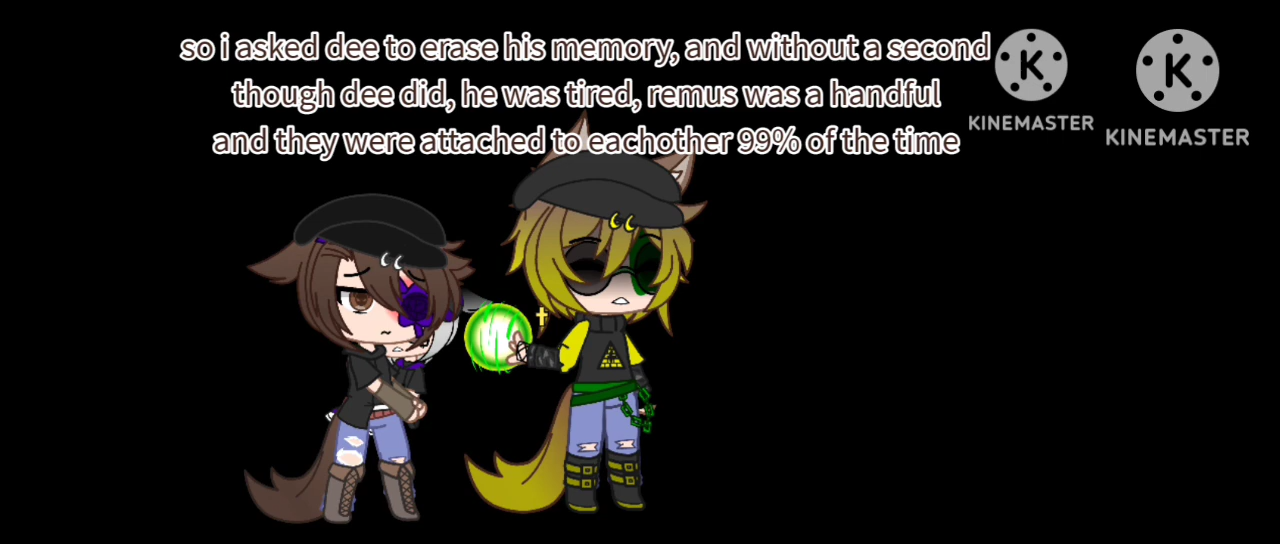 so i asked dee to erase his memory, and without a second
though dee did, he was tired, remus was a handful
and they were attached to eachother 99% of the time
K
KINEMASTER
K
KINEMASTER